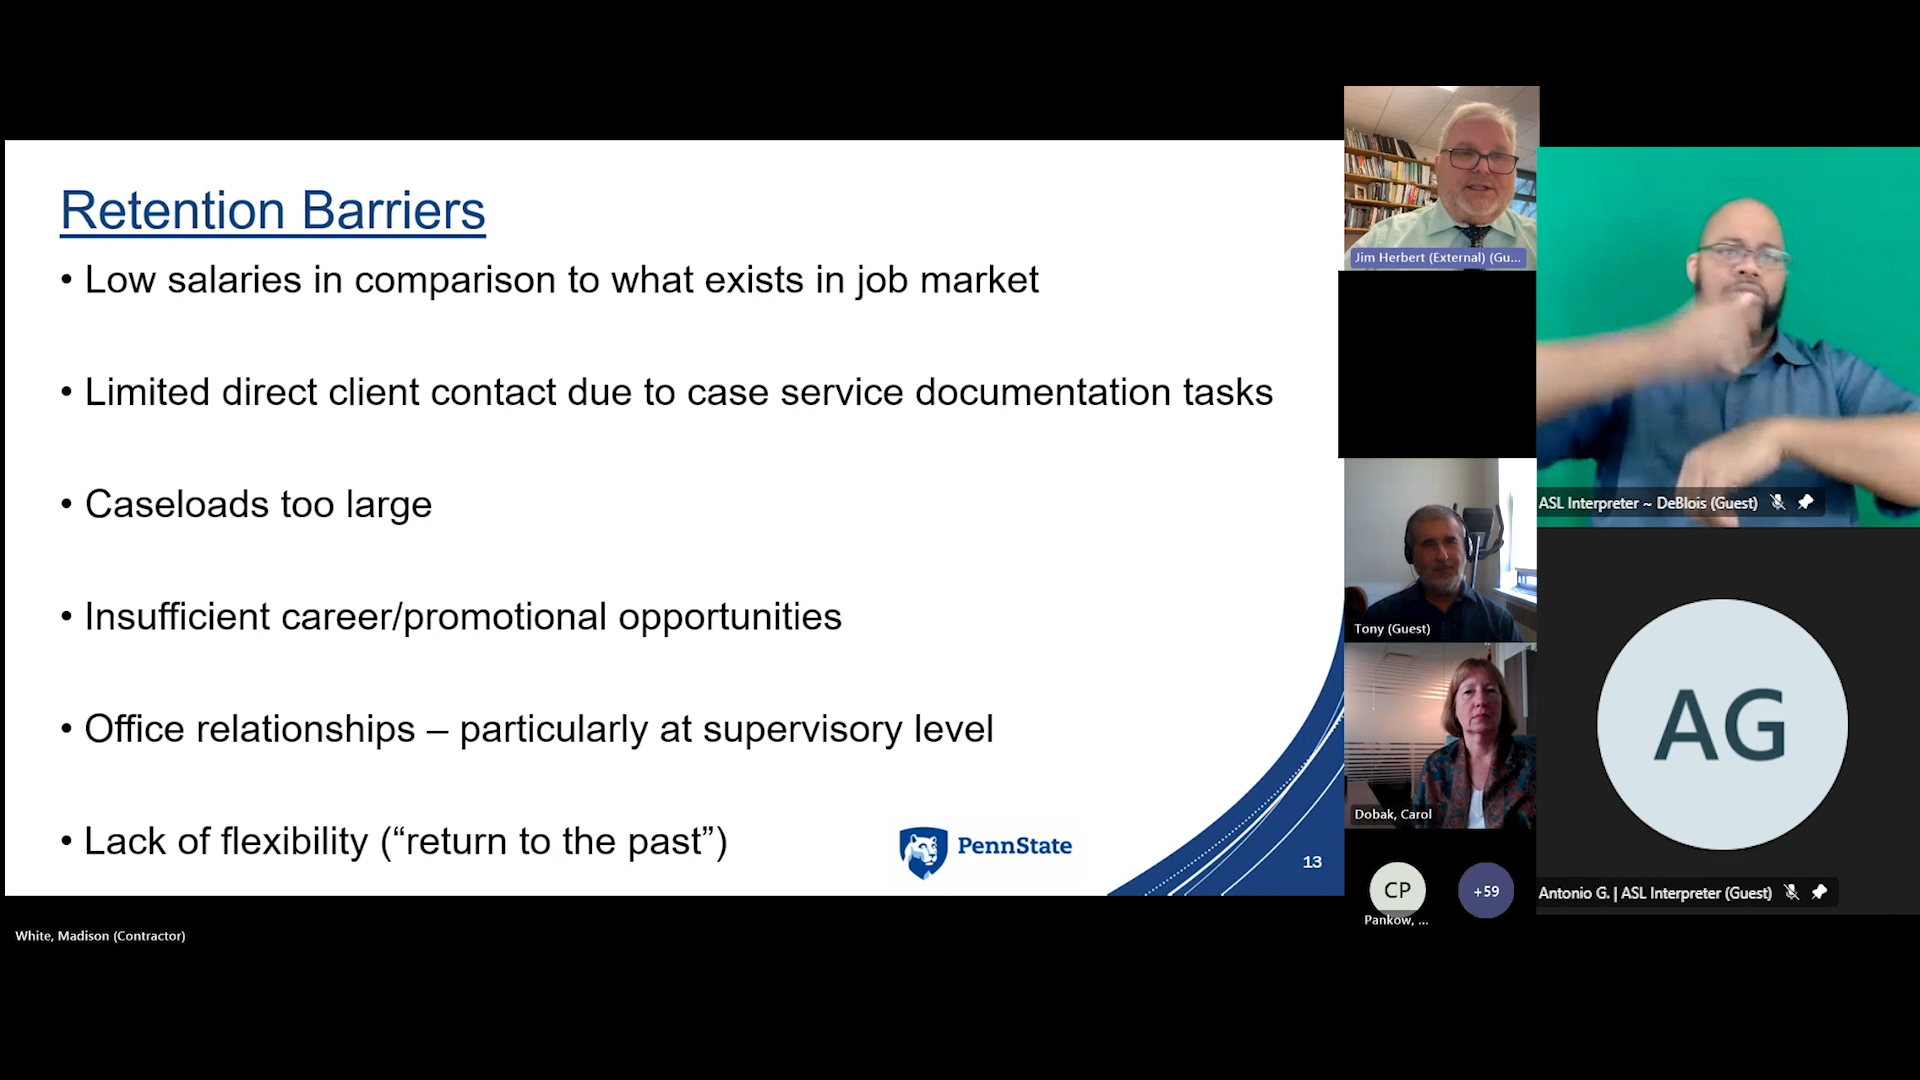 Retention Barriers
• Low salaries in comparison to what exists in job market
• Limited direct client contact due to case service documentation tasks
• Caseloads too large
• Insufficient career/promotional opportunities
• Office relationships – particularly at supervisory level
• Lack of flexibility (“return to the past”)
PennState
13
White, Madison (Contractor)
Jim Herbert (External) (Gu...
Tony (Guest)
Dobak, Carol
CP
Pankow, ...
+59
ASL Interpreter ~ DeBlois (Guest)
AG
Antonio G. | ASL Interpreter (Guest)